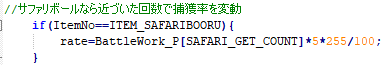 //サファリボールなら近づいた回数で捕獲率を変動
if(ItemNo==ITEM_SAFARIBOORU){
rate=BattleWork_P[SAFARI_GET_COUNT]*5*255/100;
}